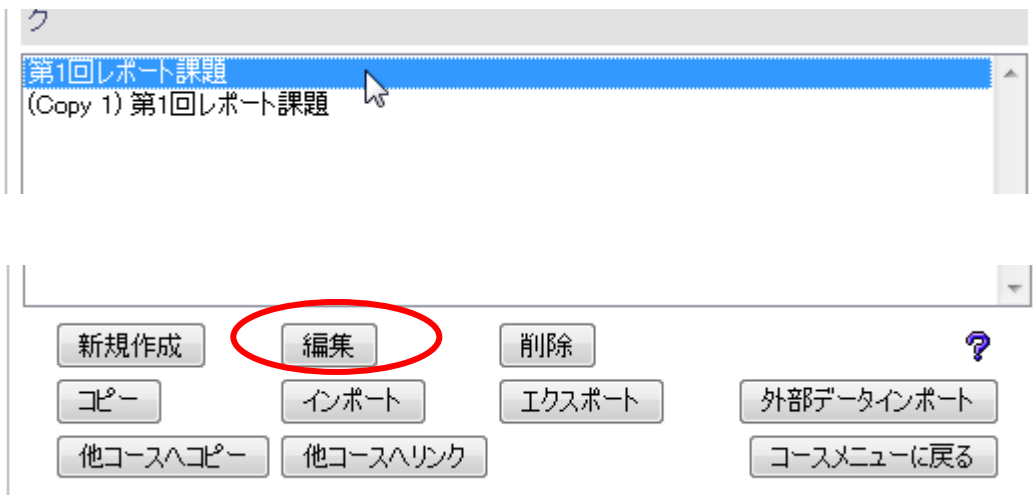 ク
第1回レポート課題
(Copy 1) 第1回レポート課題
新規作成 編集 削除 ?
コピー インポート エクスポート 外部データインポート
他コースへコピー 他コースへリンク コースメニューに戻る